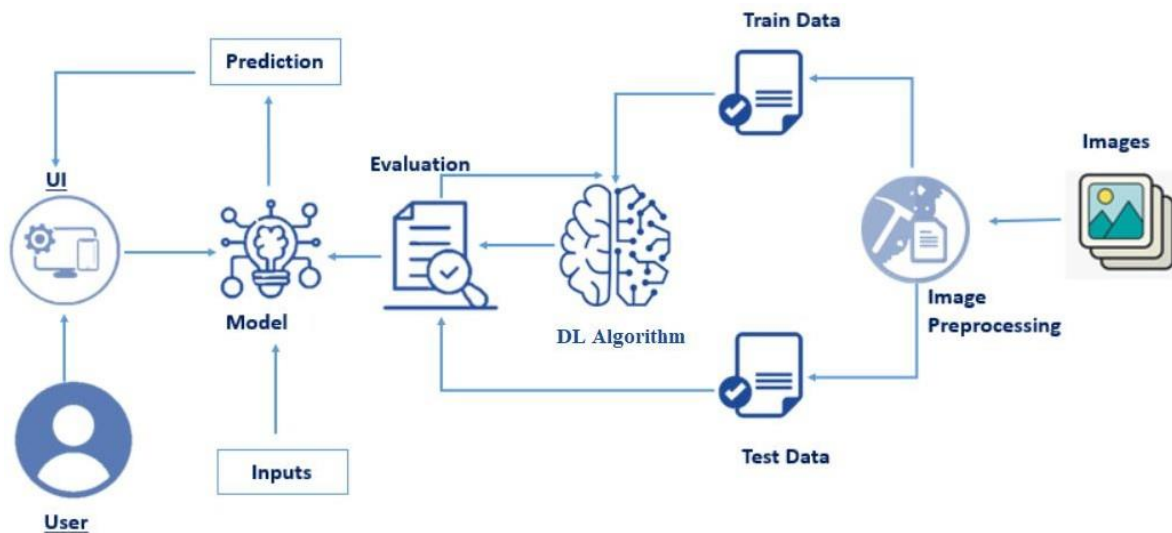 Train Data
Prediction
Images
Evaluation
UI
Model
Image
Preprocessing
DL Algorithm
Inputs
Test Data
User